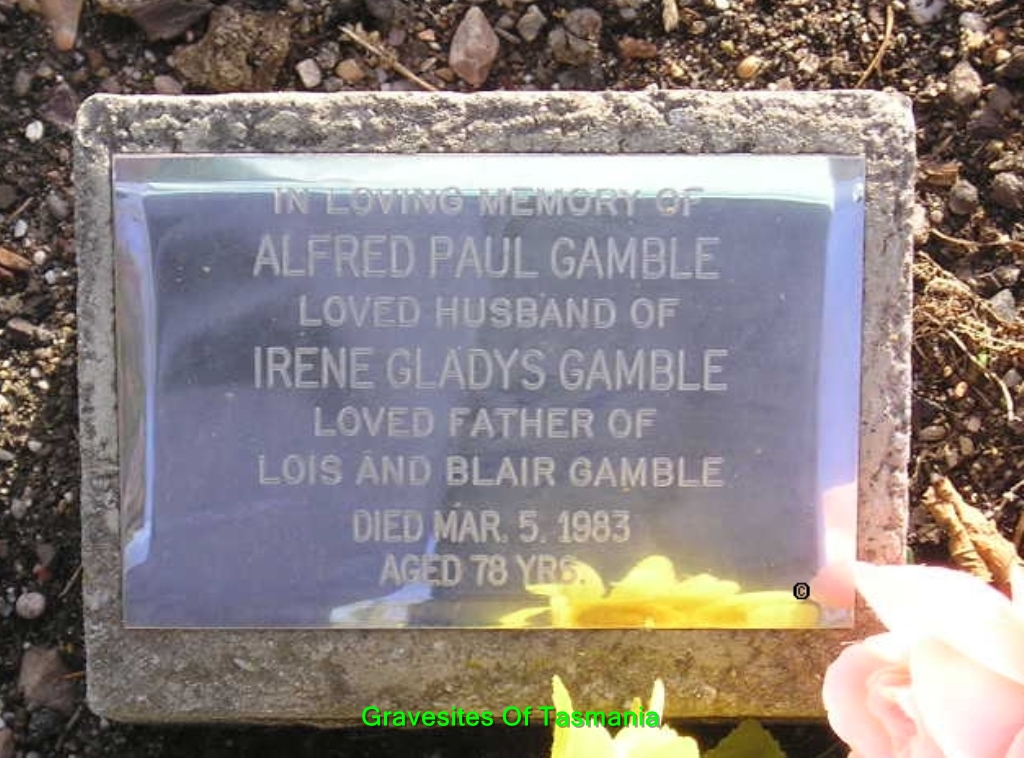 IN LOVING MEMORY OF
ALFRED PAUL GAMBLE
LOVED HUSBAND OF
IRENE GLADYS GAMBLE
LOVED FATHER OF
LOIS AND BLAIR GAMBLE
DIED MAR. 5. 1983
AGED 78 YRS.
©
Gravesites Of Tasmania